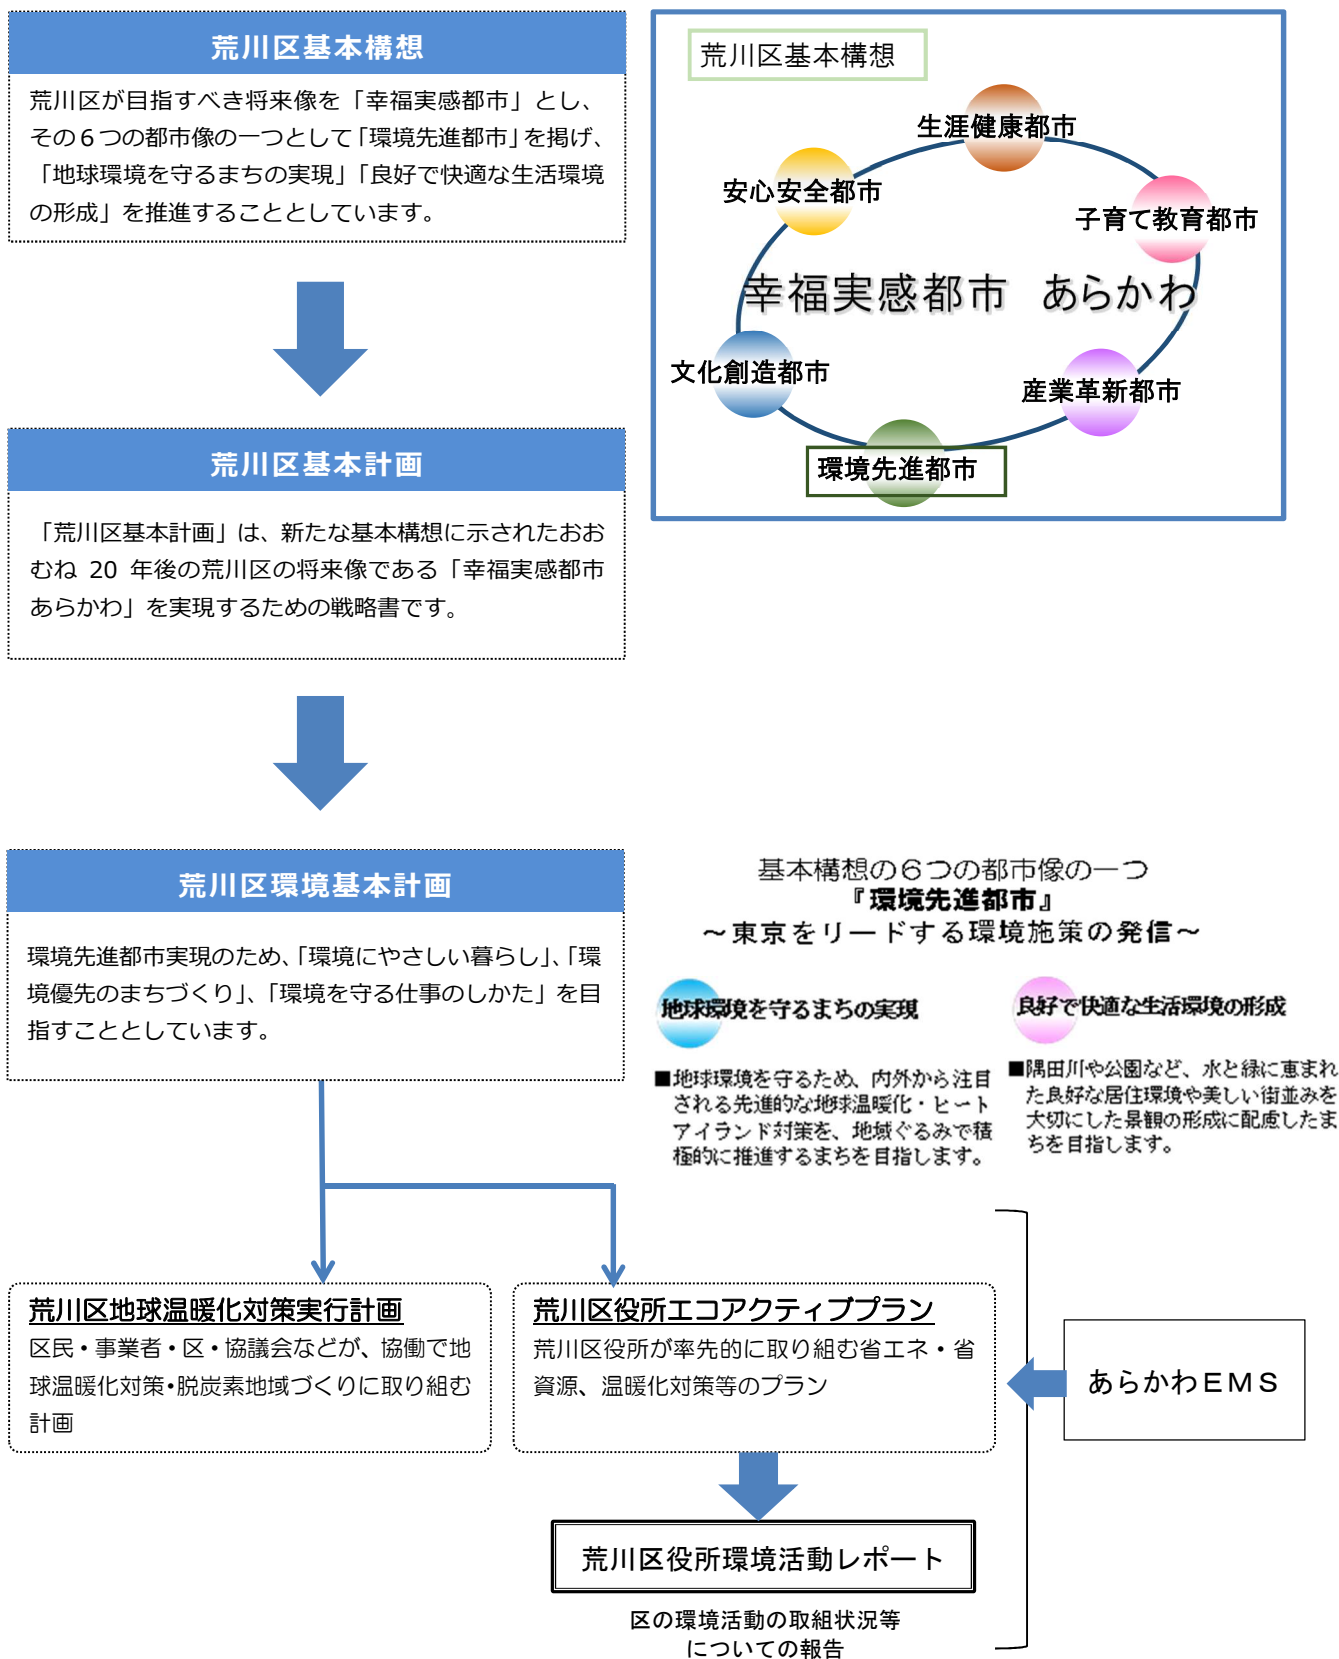 荒川区基本構想
荒川区が目指すべき将来像を「幸福実感都市」とし、
その６つの都市像の一つとして「環境先進都市」を掲げ、
「地球環境を守るまちの実現」「良好で快適な生活環境
の形成」を推進することとしています。
荒川区基本構想
生涯健康都市
安心安全都市
子育て教育都市
幸福実感都市　あらかわ
文化創造都市
産業革新都市
環境先進都市
荒川区基本計画
「荒川区基本計画」は、新たな基本構想に示されたおお
むね 20 年後の荒川区の将来像である「幸福実感都市
あらかわ」を実現するための戦略書です。
荒川区環境基本計画
環境先進都市実現のため、「環境にやさしい暮らし」、「環
境優先のまちづくり」、「環境を守る仕事のしかた」を目
指すこととしています。
基本構想の６つの都市像の一つ
『環境先進都市』
～東京をリードする環境施策の発信～
地球環境を守るまちの実現
■地球環境を守るため、内外から注目
される先進的な地球温暖化・ヒート
アイランド対策を、地域ぐるみで積
極的に推進するまちを目指します。
良好で快適な生活環境の形成
■隅田川や公園など、水と緑に恵まれ
た良好な居住環境や美しい街並みを
大切にした景観の形成に配慮したま
ちを目指します。
荒川区地球温暖化対策実行計画
区民・事業者・区・協議会などが、協働で地
球温暖化対策・脱炭素地域づくりに取り組む
計画
荒川区役所エコアクティブプラン
荒川区役所が率先的に取り組む省エネ・省
資源、温暖化対策等のプラン
あらかわＥＭＳ
荒川区役所環境活動レポート
区の環境活動の取組状況等
についての報告